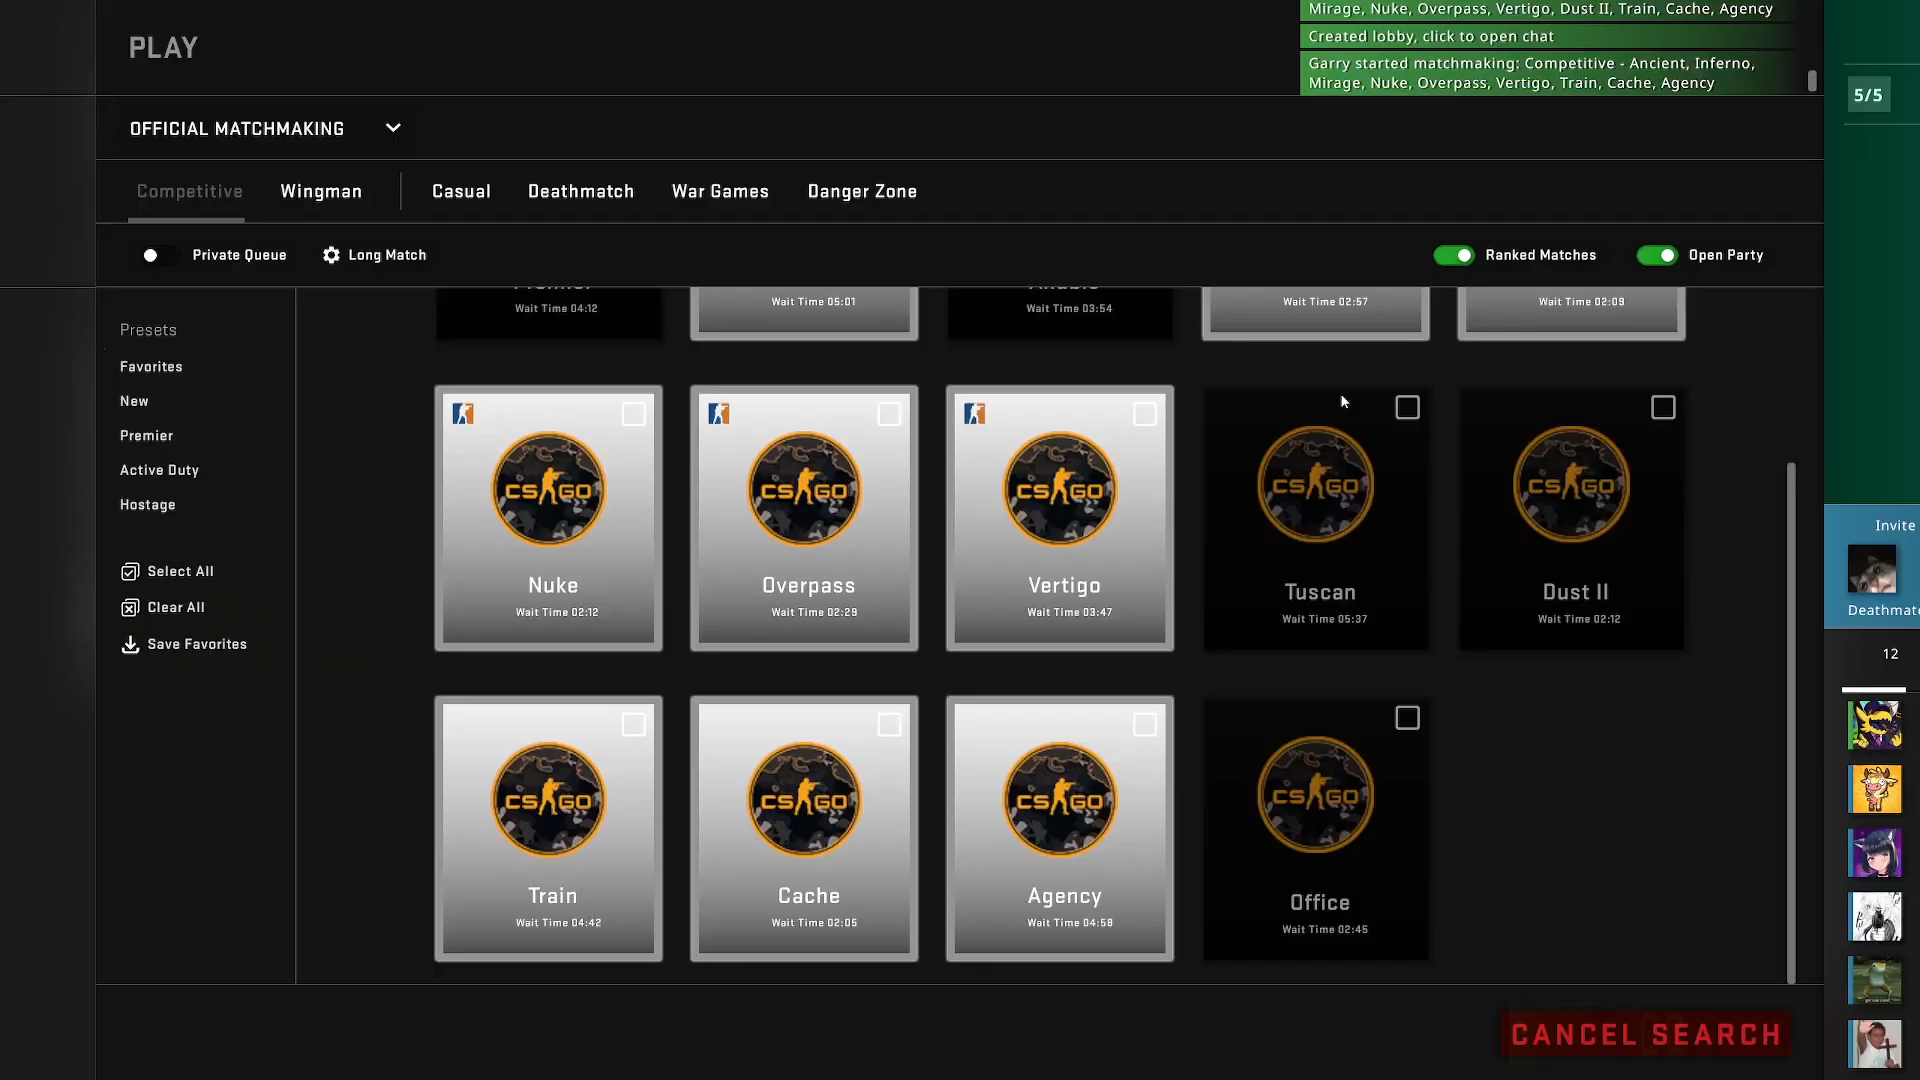 PLAY
Mirage, Nuke, Overpass, Vertigo, Dust II, Train, Cache, Agency
Created lobby, click to open chat
Garry started matchmaking: Competitive - Ancient, Inferno,
Mirage, Nuke, Overpass, Vertigo, Train, Cache, Agency
5/5
OFFICIAL MATCHMAKING
Competitive Wingman Casual Deathmatch War Games Danger Zone
Private Queue Long Match Ranked Matches Open Party
Presets
Favorites
New
Premier
Active Duty
Hostage
Select All
Clear All
Save Favorites
Premier
Wait Time 04:12
Wait Time 05:01
Anubis
Wait Time 03:54
Wait Time 02:57
Wait Time 02:09
CS GO
Nuke
Wait Time 02:12
CS GO
Overpass
Wait Time 02:29
CS GO
Vertigo
Wait Time 03:47
CS GO
Tuscan
Wait Time 05:37
CS GO
Dust II
Wait Time 02:12
CS GO
Train
Wait Time 04:42
CS GO
Cache
Wait Time 02:05
CS GO
Agency
Wait Time 04:58
CS GO
Office
Wait Time 02:45
Invite
Deathmatc
12
CANCEL SEARCH